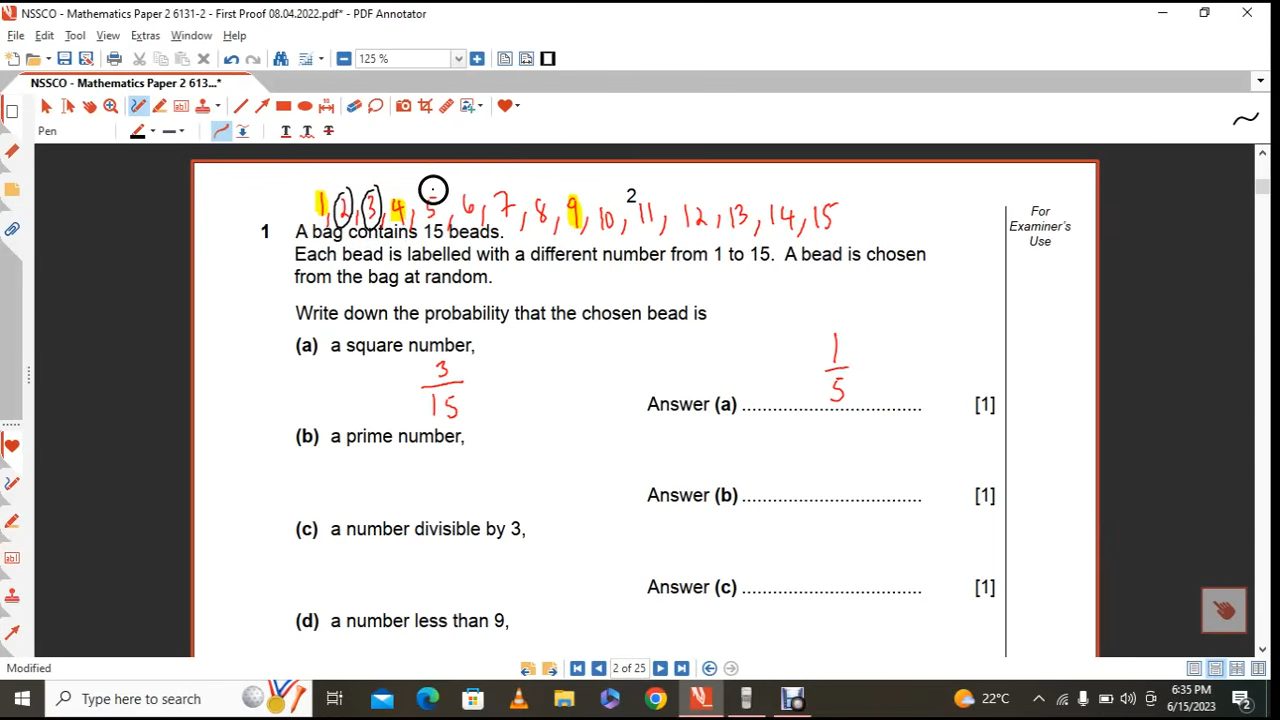 NSSCO - Mathematics Paper 2 6131-2 - First Proof 08.04.2022.pdf* - PDF Annotator
File Edit Tool View Extras Window Help
125 %
NSSCO - Mathematics Paper 2 613...*
Pen
1, 2, 3, 4, 5, 6, 7, 8, 9, 10, 11, 12, 13, 14, 15
2
For
Examiner's
Use
1 A bag contains 15 beads.
Each bead is labelled with a different number from 1 to 15. A bead is chosen
from the bag at random.
Write down the probability that the chosen bead is
(a) a square number,
3
15
1
5
Answer (a) .................................... [1]
(b) a prime number,
Answer (b) .................................... [1]
(c) a number divisible by 3,
Answer (c) .................................... [1]
(d) a number less than 9,
Modified
2 of 25
Type here to search
22°C
6:35 PM
6/15/2023
2